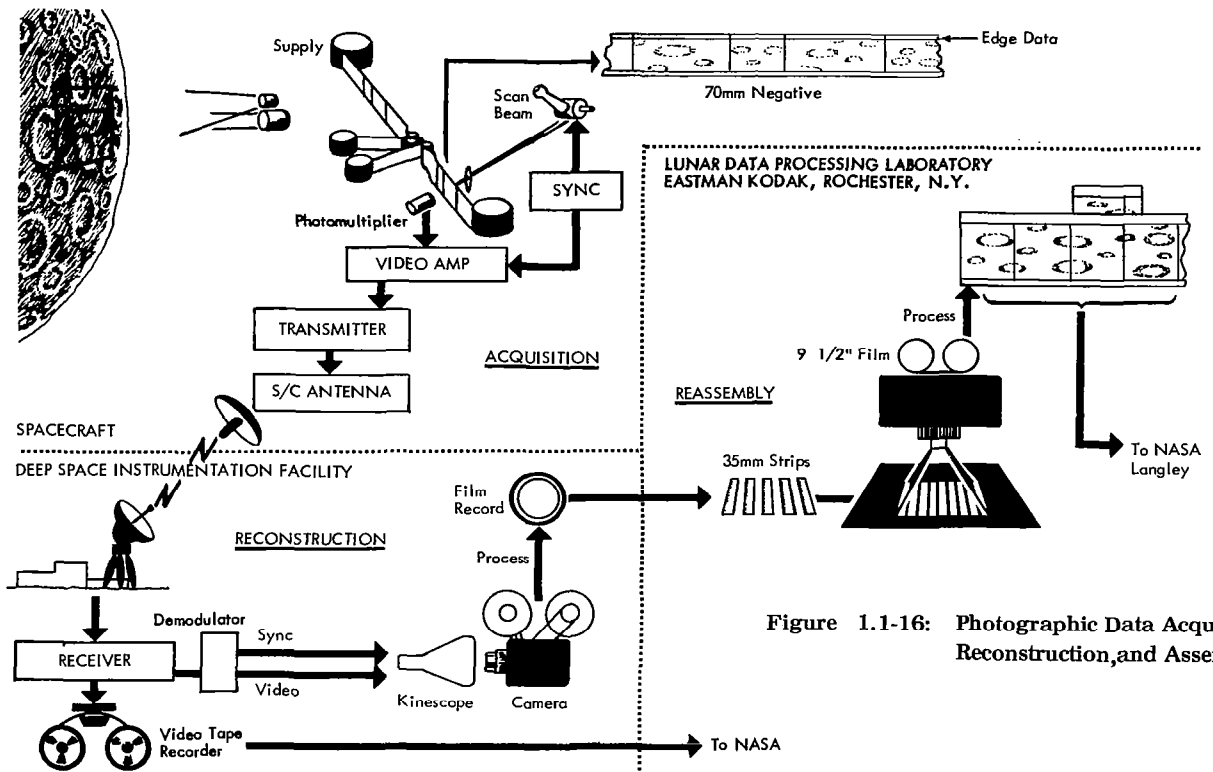 Supply
Edge Data
70mm Negative
Scan
Beam
SYNC
Photomultiplier
VIDEO AMP
TRANSMITTER
ACQUISITION
S/C ANTENNA
SPACECRAFT
LUNAR DATA PROCESSING LABORATORY
EASTMAN KODAK, ROCHESTER, N.Y.
Process
9 1/2" Film
REASSEMBLY
To NASA
Langley
35mm Strips
DEEP SPACE INSTRUMENTATION FACILITY
Film
Record
RECONSTRUCTION
Process
Demodulator
Sync
RECEIVER
Video
Kinescope
Camera
Video Tape
Recorder
To NASA
Figure 1.1-16: Photographic Data Acqu
Reconstruction,and Asse